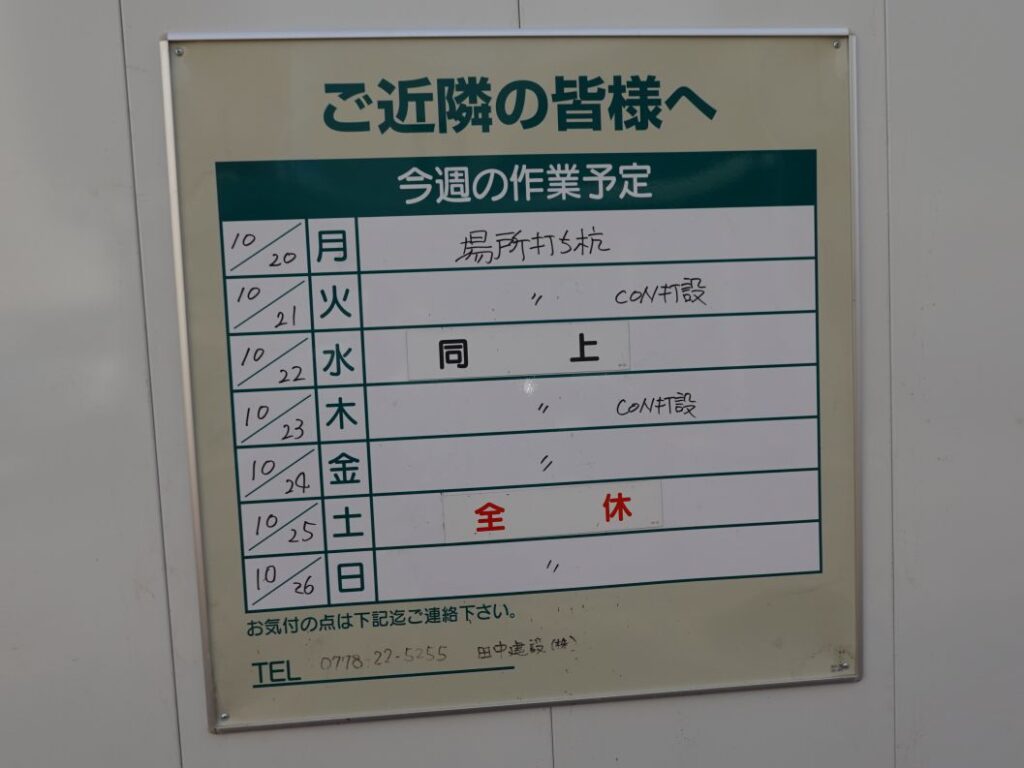 ご近隣の皆様へ
今週の作業予定
10/20 月 場所打ち杭
10/21 火 〃 CON打設
10/22 水 同上
10/23 木 〃 CON打設
10/24 金 〃
10/25 土 全休
10/26 日 〃
お気付の点は下記迄ご連絡下さい。
TEL 0778-22-5255 田中建設(株)